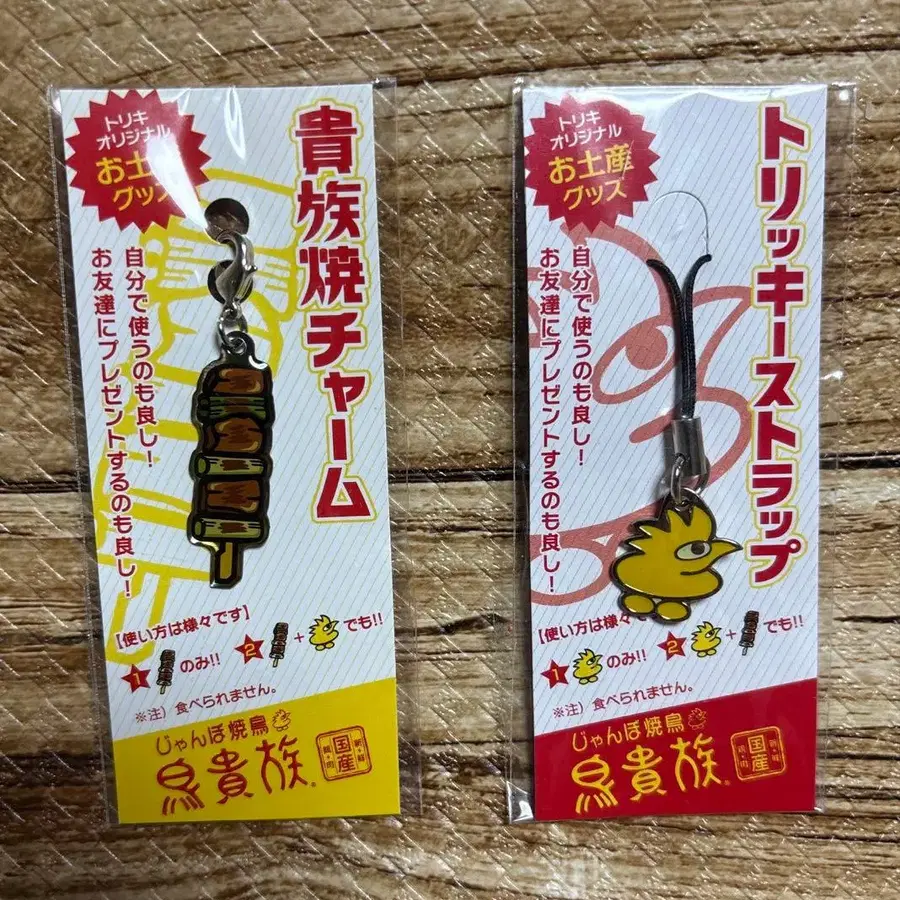 トリキ
オリジナル
お土産
グッズ
貴族焼チャーム
自分で使うのも良し!
お友達にプレゼントするのも良し!
【使い方は様々です】
1 のみ!! 2 + でも!!
※注)食べられません。
じゃんぼ焼鳥
鳥貴族®
国産
新・鮮
鶏・肉
トリキ
オリジナル
お土産
グッズ
トリッキーストラップ
自分で使うのも良し!
お友達にプレゼントするのも良し!
【使い方は様々
1 のみ!! 2 + でも!!
※注)食べられません。
じゃんぼ焼鳥
鳥貴族®
国産
新・鮮
鶏・肉